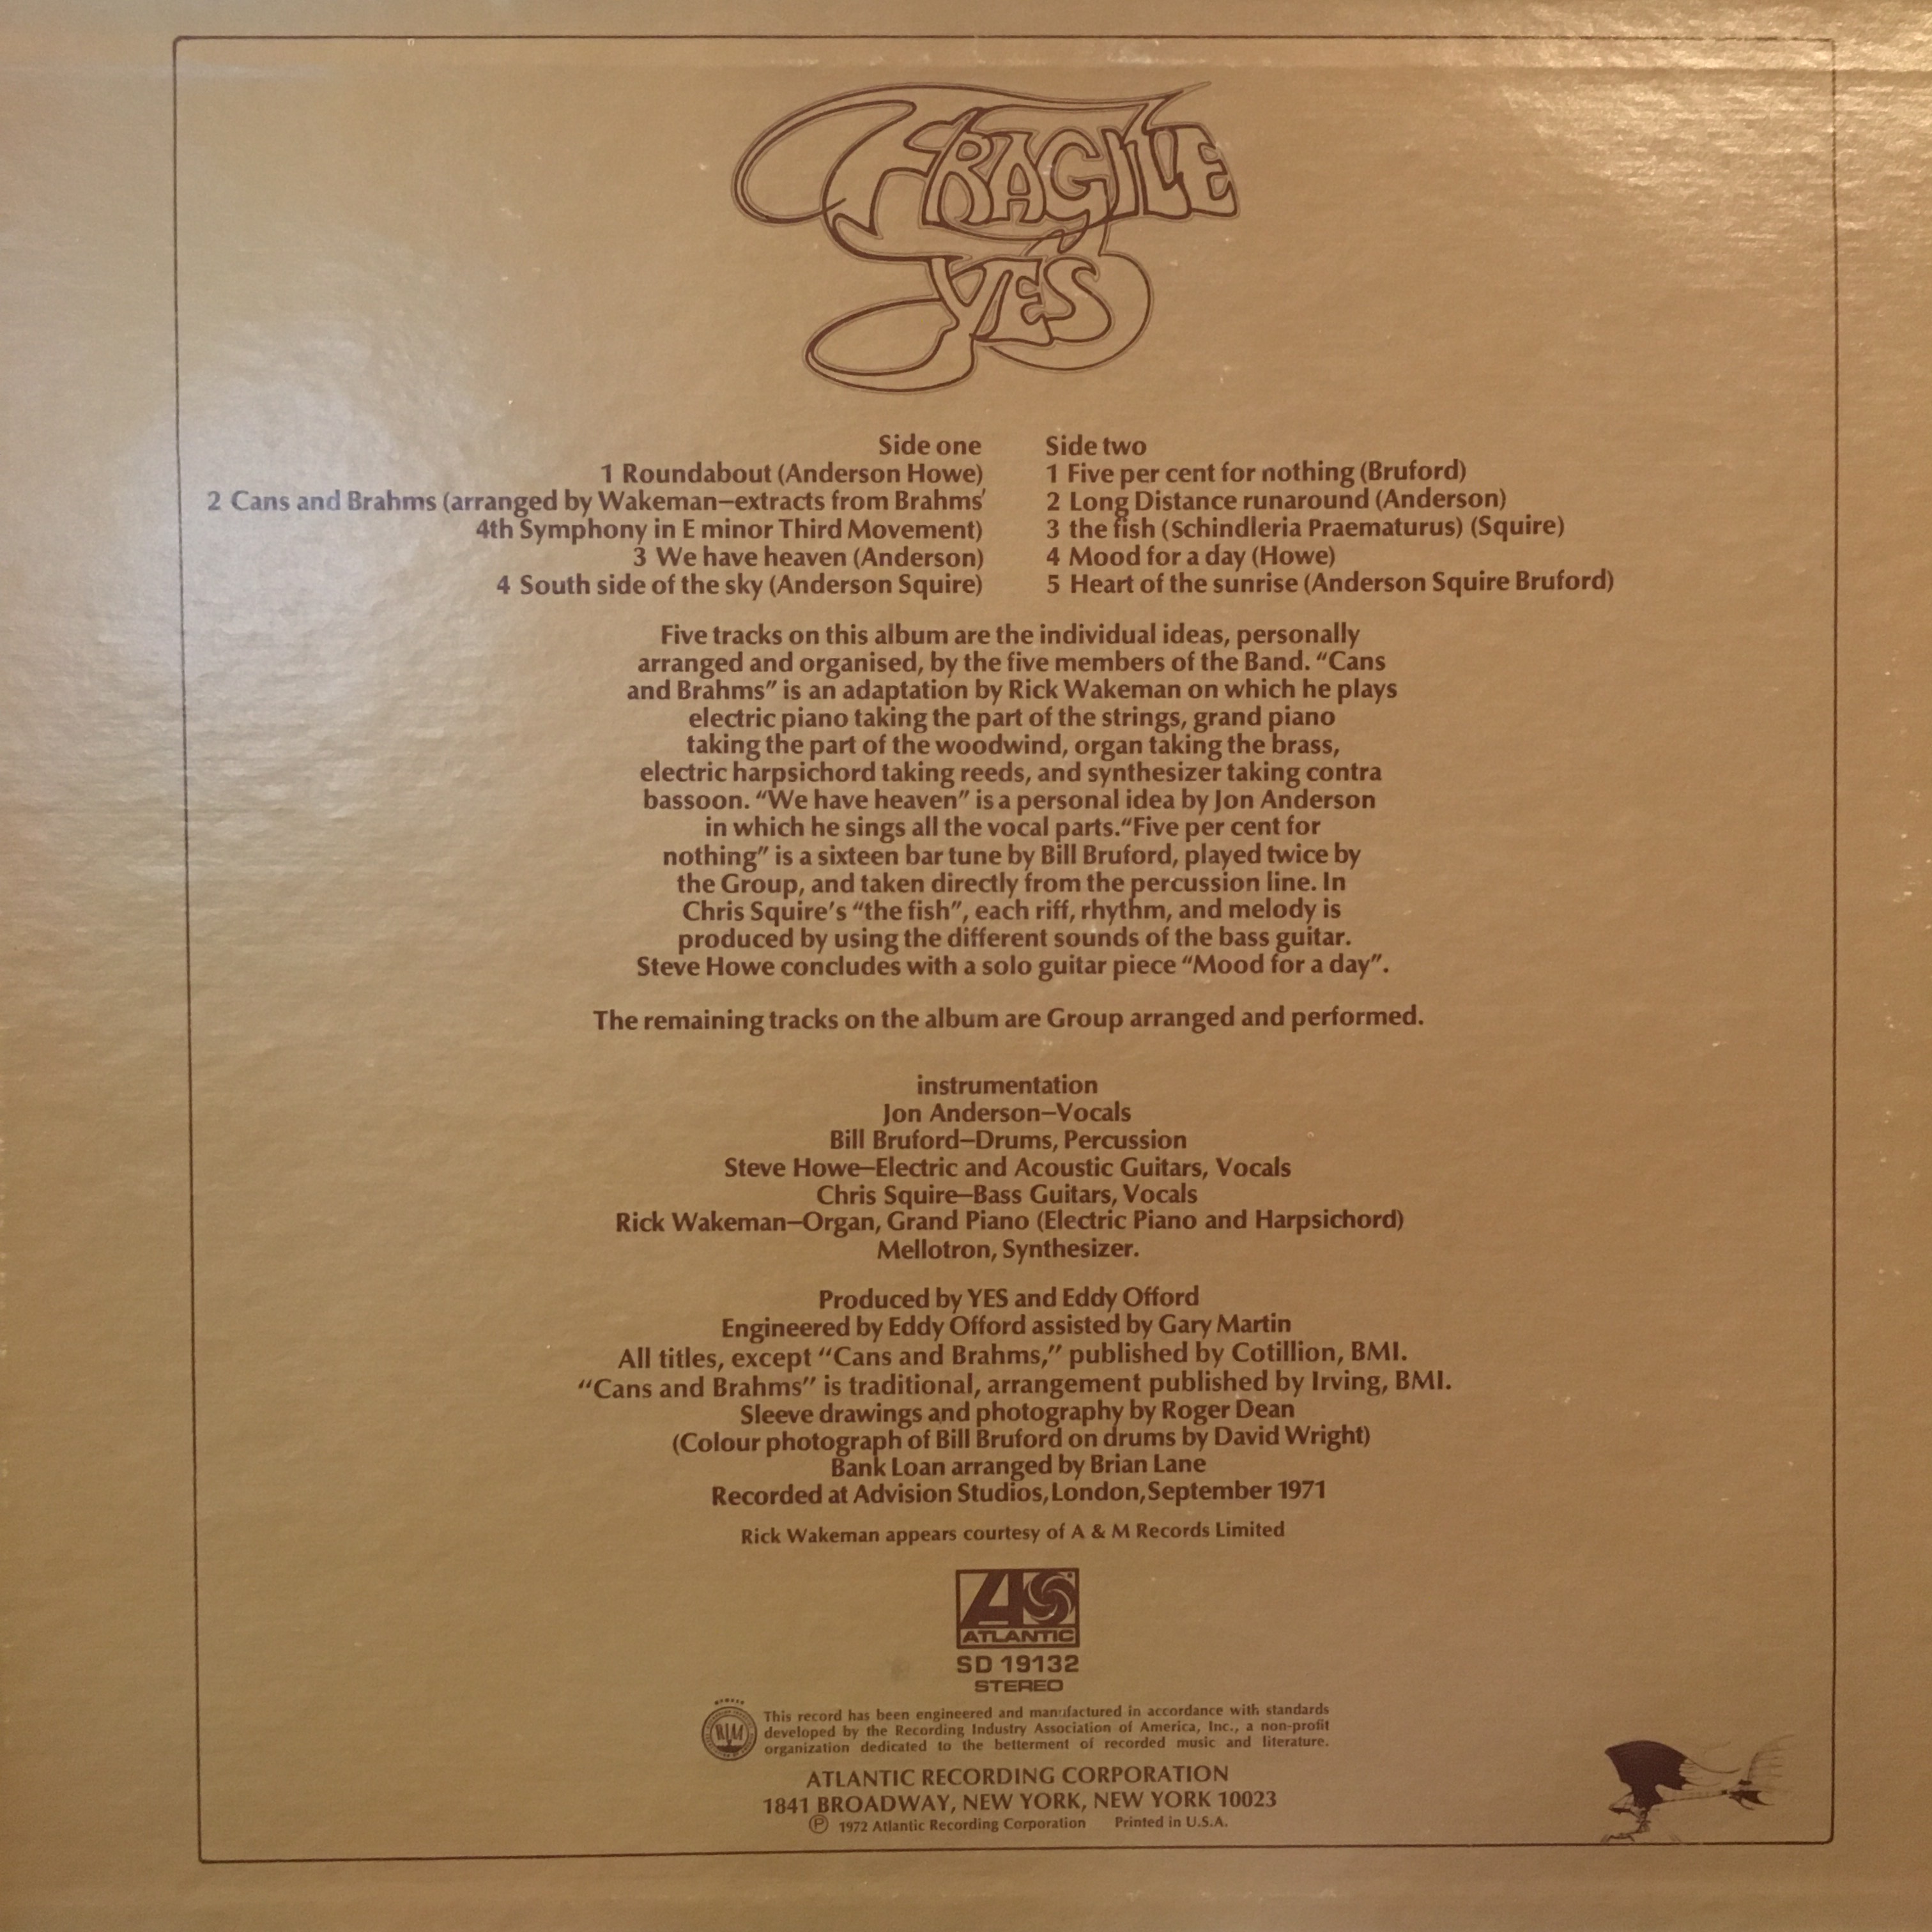 FRAGILE
YES
Side one
1 Roundabout (Anderson Howe)
2 Cans and Brahms (arranged by Wakeman–extracts from Brahms'
4th Symphony in E minor Third Movement)
3 We have heaven (Anderson)
4 South side of the sky (Anderson Squire)
Side two
1 Five per cent for nothing (Bruford)
2 Long Distance runaround (Anderson)
3 the fish (Schindleria Praematurus) (Squire)
4 Mood for a day (Howe)
5 Heart of the sunrise (Anderson Squire Bruford)
Five tracks on this album are the individual ideas, personally
arranged and organised, by the five members of the Band. “Cans
and Brahms” is an adaptation by Rick Wakeman on which he plays
electric piano taking the part of the strings, grand piano
taking the part of the woodwind, organ taking the brass,
electric harpsichord taking reeds, and synthesizer taking contra
bassoon. “We have heaven” is a personal idea by Jon Anderson
in which he sings all the vocal parts.“Five per cent for
nothing” is a sixteen bar tune by Bill Bruford, played twice by
the Group, and taken directly from the percussion line. In
Chris Squire's “the fish”, each riff, rhythm, and melody is
produced by using the different sounds of the bass guitar.
Steve Howe concludes with a solo guitar piece “Mood for a day”.
The remaining tracks on the album are Group arranged and performed.
instrumentation
Jon Anderson–Vocals
Bill Bruford–Drums, Percussion
Steve Howe–Electric and Acoustic Guitars, Vocals
Chris Squire–Bass Guitars, Vocals
Rick Wakeman–Organ, Grand Piano (Electric Piano and Harpsichord)
Mellotron, Synthesizer.
Produced by YES and Eddy Offord
Engineered by Eddy Offord assisted by Gary Martin
All titles, except “Cans and Brahms,” published by Cotillion, BMI.
“Cans and Brahms” is traditional, arrangement published by Irving, BMI.
Sleeve drawings and photography by Roger Dean
(Colour photograph of Bill Bruford on drums by David Wright)
Bank Loan arranged by Brian Lane
Recorded at Advision Studios, London, September 1971
Rick Wakeman appears courtesy of A & M Records Limited
ATLANTIC
SD 19132
STEREO
This record has been engineered and manufactured in accordance with standards
developed by the Recording Industry Association of America, Inc., a non-profit
organization dedicated to the betterment of recorded music and literature.
ATLANTIC RECORDING CORPORATION
1841 BROADWAY, NEW YORK, NEW YORK 10023
℗ 1972 Atlantic Recording Corporation Printed in U.S.A.